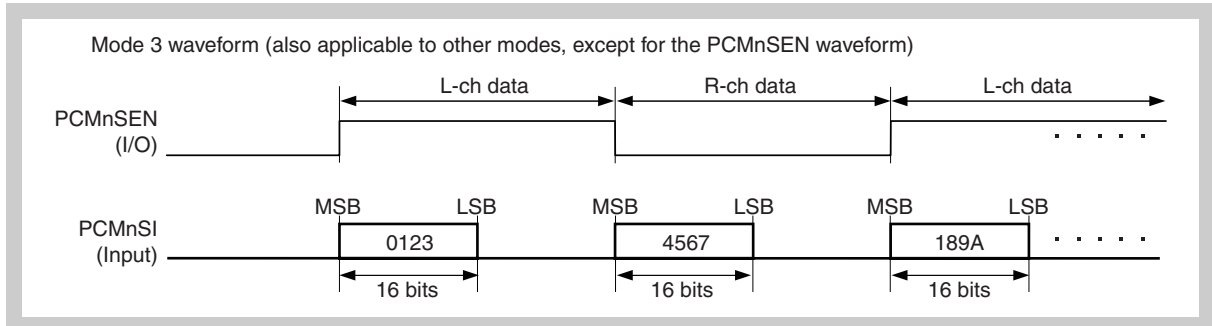 Mode 3 waveform (also applicable to other modes, except for the PCMnSEN waveform)
L-ch data R-ch data L-ch data
PCMnSEN
(I/O)
. . . . .
MSB LSB MSB LSB MSB LSB
PCMnSI
(Input)
0123 4567 189A . . . . .
16 bits 16 bits 16 bits